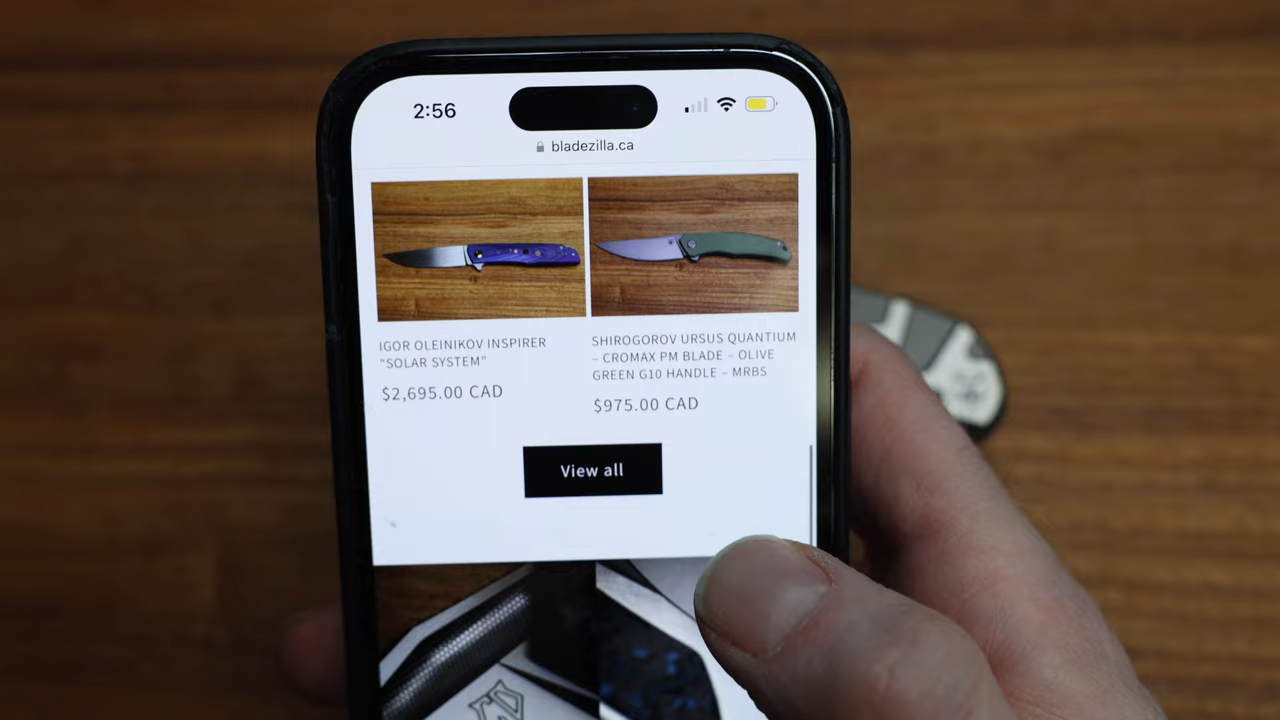 2:56
bladezilla.ca
IGOR OLEINIKOV INSPIRER
"SOLAR SYSTEM"
$2,695.00 CAD
SHIROGOROV URSUS QUANTIUM
– CROMAX PM BLADE – OLIVE
GREEN G10 HANDLE – MRBS
$975.00 CAD
View all